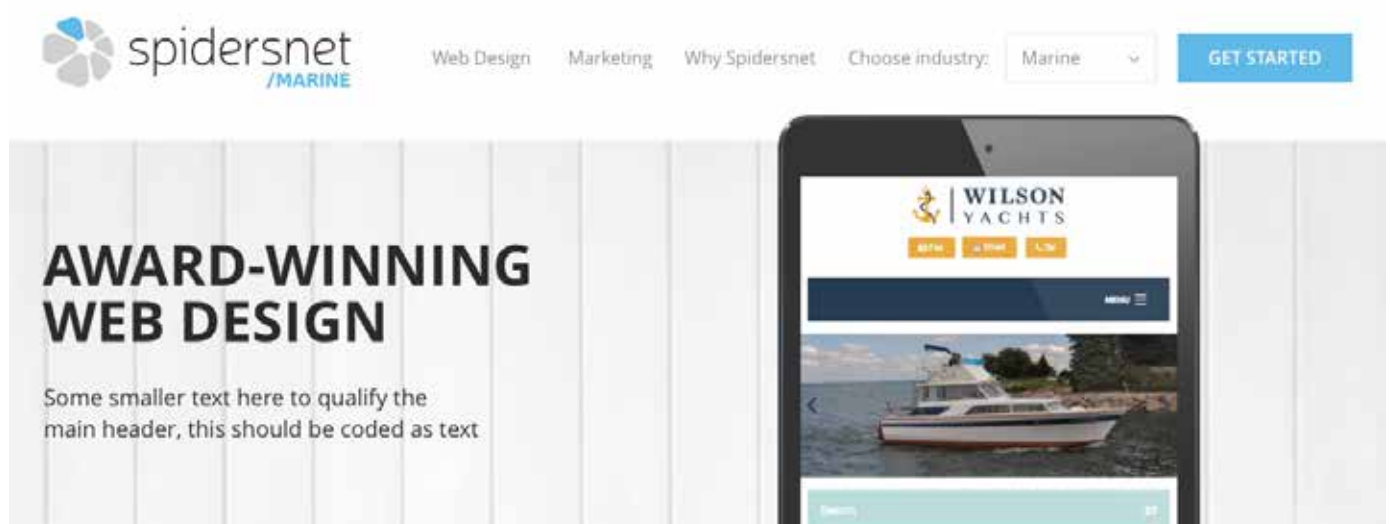 spidersnet
/MARINE
Web Design Marketing Why Spidersnet Choose industry: Marine GET STARTED
WILSON
YACHTS
MENU
AWARD-WINNING
WEB DESIGN
Some smaller text here to qualify the
main header, this should be coded as text